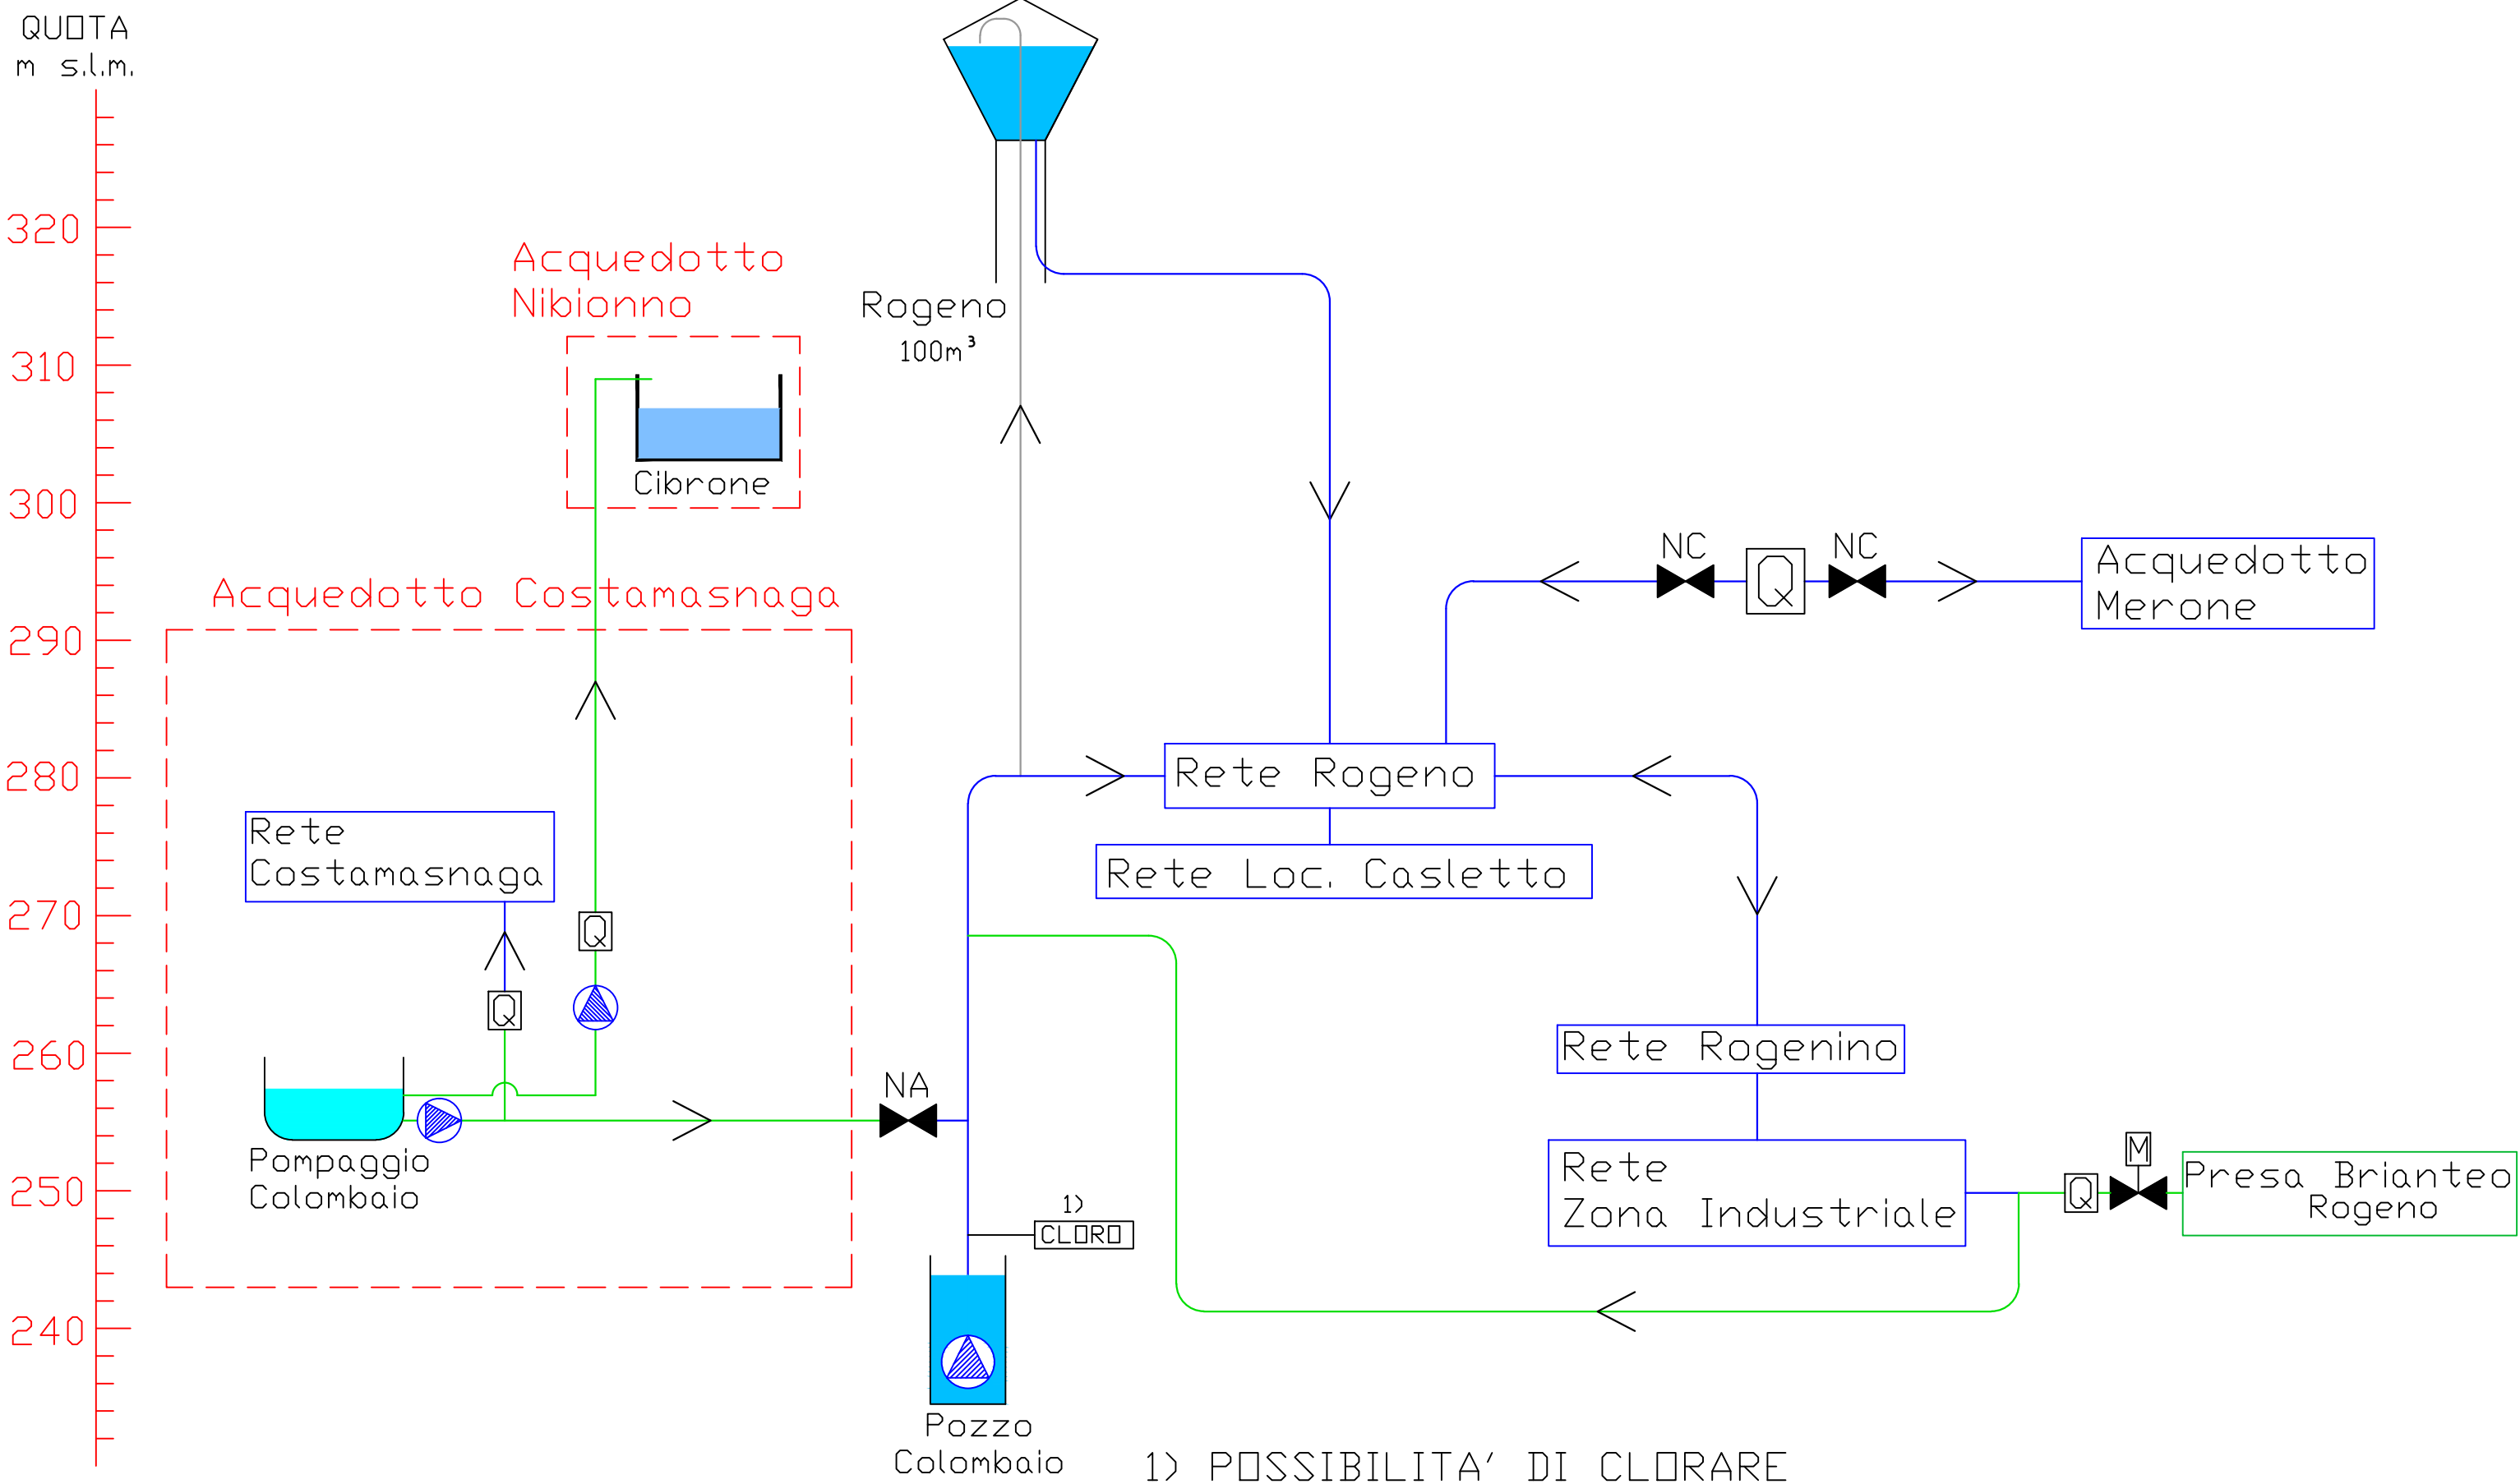 QUOTA
m s.l.m.
320
310
300
290
280
270
260
250
240
Acquedotto
Nibionno
Cibrone
Rogeno
100m³
Acquedotto Costamasnaga
Rete
Costamasnaga
Q
Q
Pompaggio
Colombaio
NA
1)
CLORO
Pozzo
Colombaio
NC
Q
NC
Acquedotto
Merone
Rete Rogeno
Rete Loc. Casletto
Rete Rogenino
Rete
Zona Industriale
Q
M
Presa Brianteo
Rogeno
1) POSSIBILITA' DI CLORARE